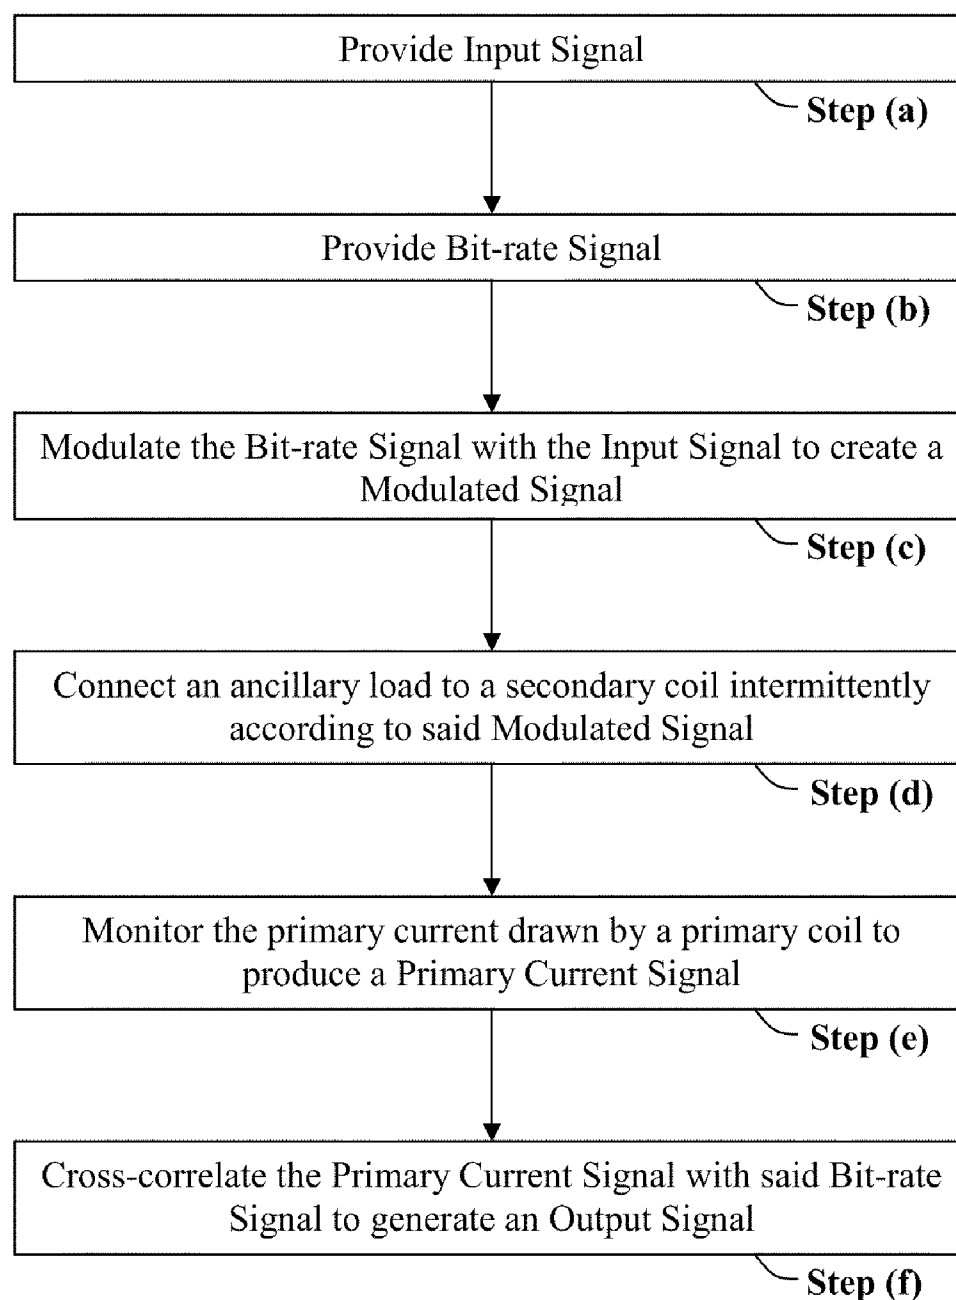 Provide Input Signal
Step (a)
Provide Bit-rate Signal
Step (b)
Modulate the Bit-rate Signal with the Input Signal to create a
Modulated Signal
Step (c)
Connect an ancillary load to a secondary coil intermittently
according to said Modulated Signal
Step (d)
Monitor the primary current drawn by a primary coil to
produce a Primary Current Signal
Step (e)
Cross-correlate the Primary Current Signal with said Bit-rate
Signal to generate an Output Signal
Step (f)